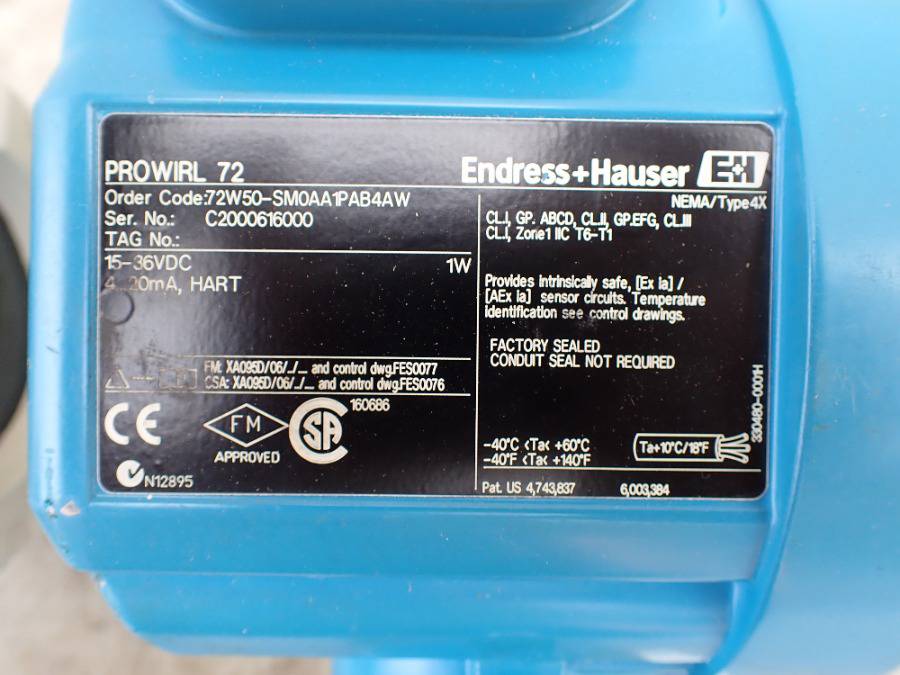 PROWIRL 72
Endress+Hauser E+H
Order Code:72W50-SM0AA1PAB4AW
Ser. No.: C2000616000
TAG No.:
15-36VDC 1W
4..20mA, HART
FM: XA095D/06/../.. and control dwg.FES0077
CSA: XA095D/06/../.. and control dwg.FES0076
CE
FM
APPROVED
SA
160686
N12895
NEMA/Type4X
CL.I, GP. ABCD, CL.II, GP.EFG, CL.III
CL.I, Zone1 IIC T6-T1
Provides intrinsically safe, [Ex ia] /
[AEx ia] sensor circuits. Temperature
identification see control drawings.
FACTORY SEALED
CONDUIT SEAL NOT REQUIRED
-40°C <Ta< +60°C
-40°F <Ta< +140°F
Ta+10°C/18°F
Pat. US 4,743,837 6,003,384
330480-0001H